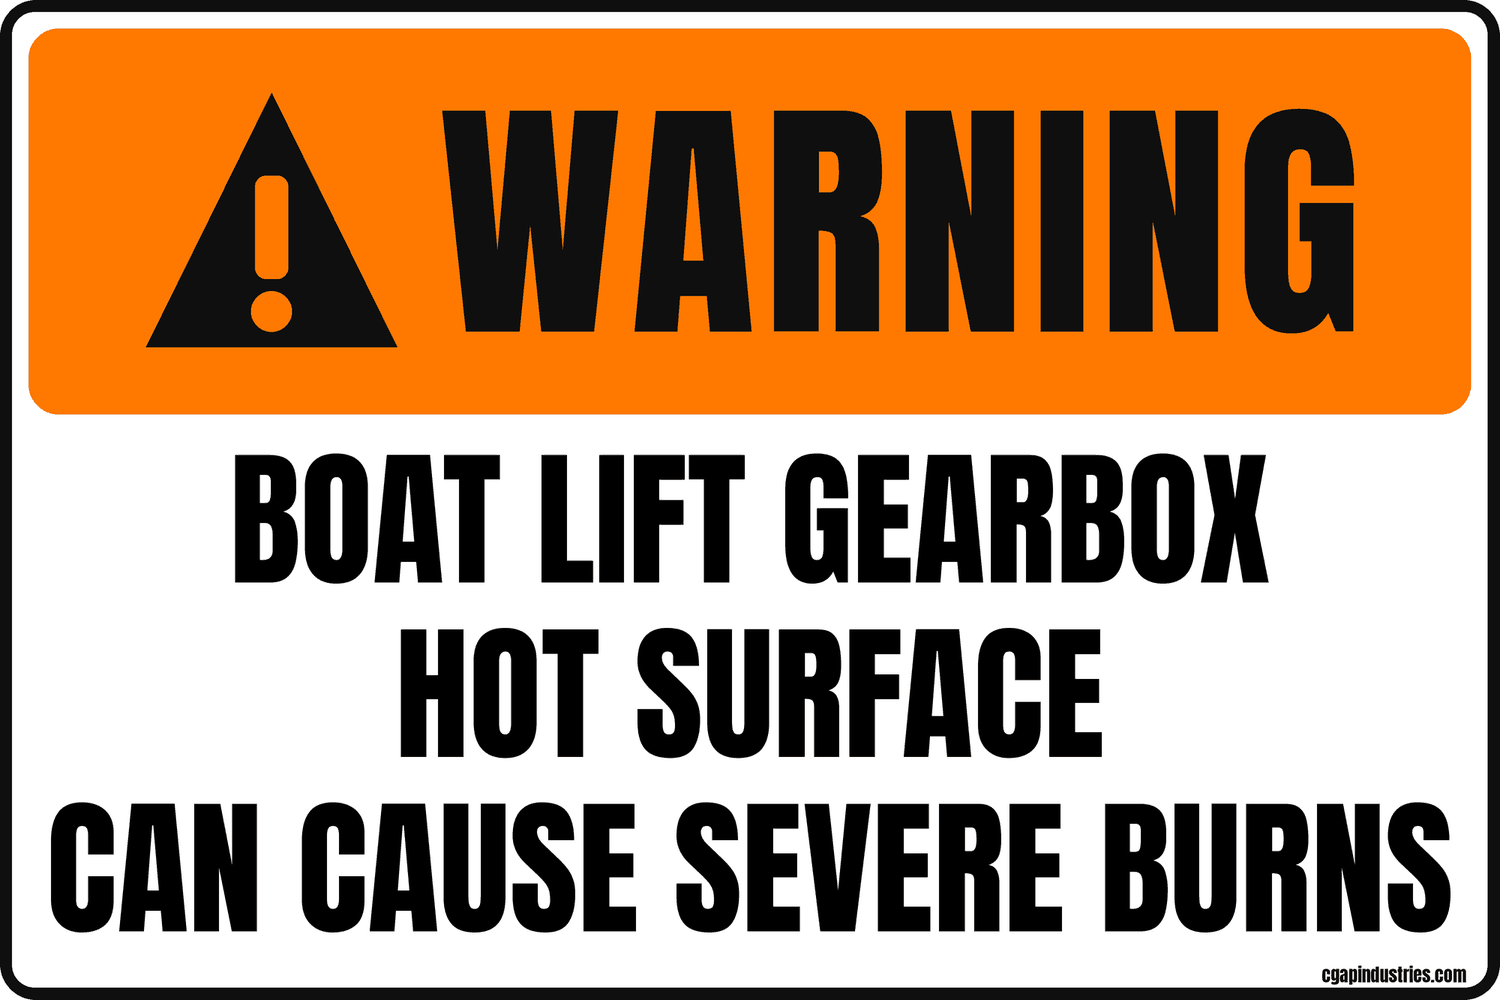 WARNING
BOAT LIFT GEARBOX
HOT SURFACE
CAN CAUSE SEVERE BURNS
cgapindustries.com